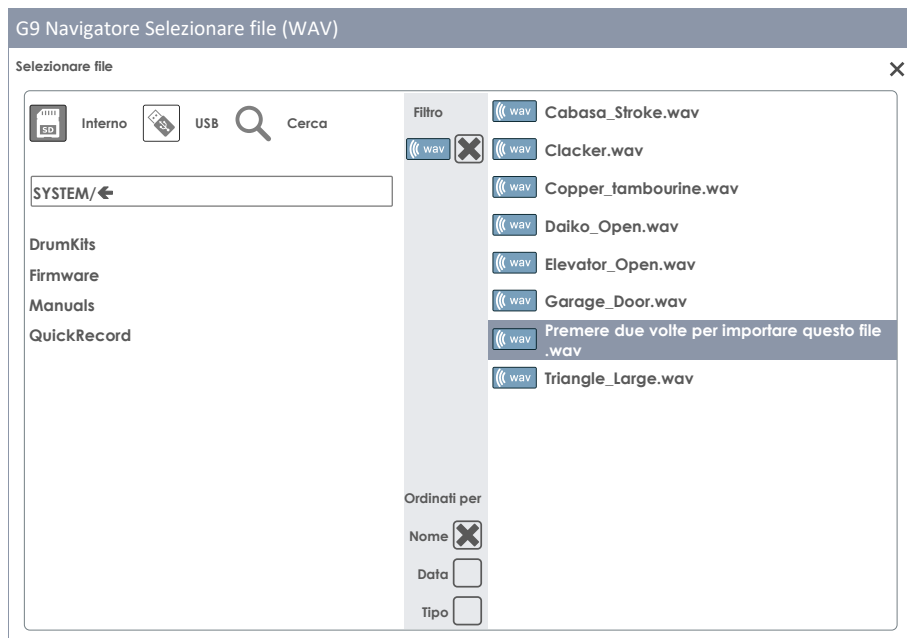 G9 Navigatore Selezionare file (WAV)
Selezionare file
SD Interno USB Cerca
SYSTEM/
DrumKits
Firmware
Manuals
QuickRecord
Filtro
wav
wav Cabasa_Stroke.wav
wav Clacker.wav
wav Copper_tambourine.wav
wav Daiko_Open.wav
wav Elevator_Open.wav
wav Garage_Door.wav
wav Premere due volte per importare questo file
.wav
wav Triangle_Large.wav
Ordinati per
Nome
Data
Tipo